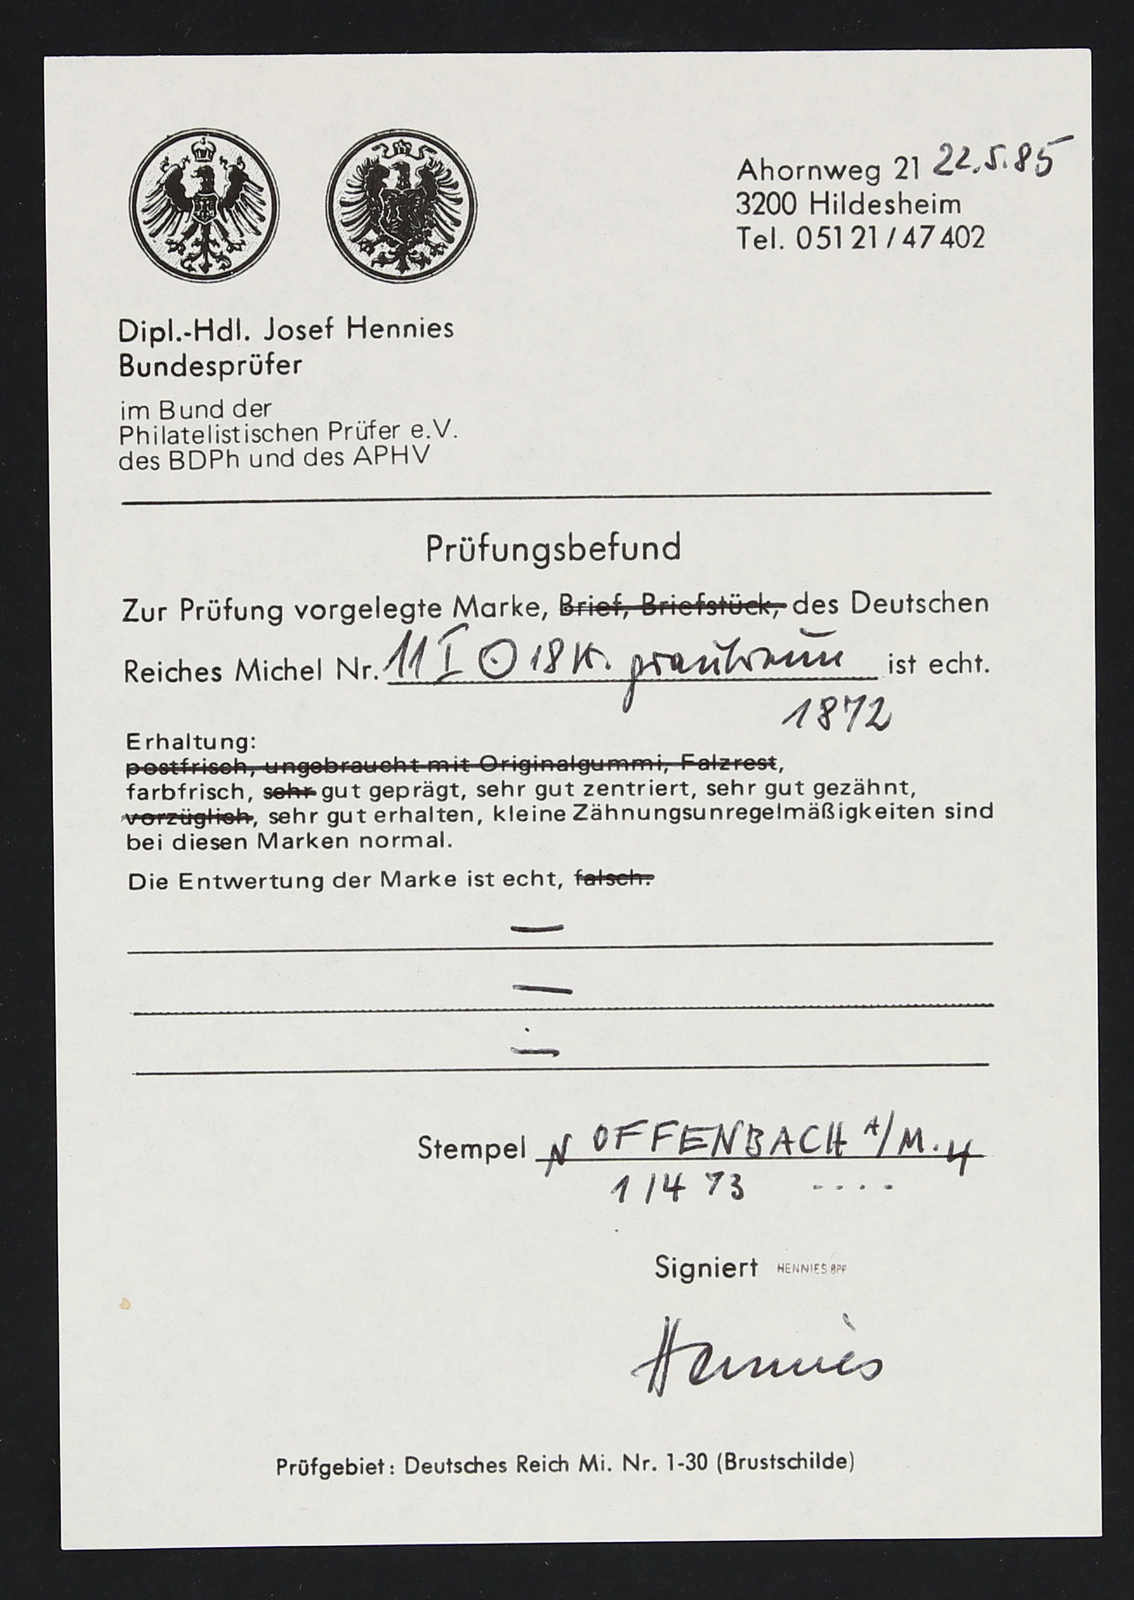 Ahornweg 21 22.5.85
3200 Hildesheim
Tel. 05121/47402
Dipl.-Hdl. Josef Hennies
Bundesprüfer
im Bund der
Philatelistischen Prüfer e.V.
des BDPh und des APHV
Prüfungsbefund
Zur Prüfung vorgelegte Marke, Brief, Briefstück, des Deutschen
Reiches Michel Nr. 11 I ⊙ 18 K. graubraun ist echt.
1872
Erhaltung:
postfrisch, ungebraucht mit Originalgummi, Falzrest,
farbfrisch, sehr gut geprägt, sehr gut zentriert, sehr gut gezähnt,
vorzüglich, sehr gut erhalten, kleine Zähnungsunregelmäßigkeiten sind
bei diesen Marken normal.
Die Entwertung der Marke ist echt, falsch.
—
—
—
Stempel N OFFENBACH A/M.
1/4 73 ....
Signiert HENNIES BPP
Hennies
Prüfgebiet: Deutsches Reich Mi. Nr. 1-30 (Brustschilde)